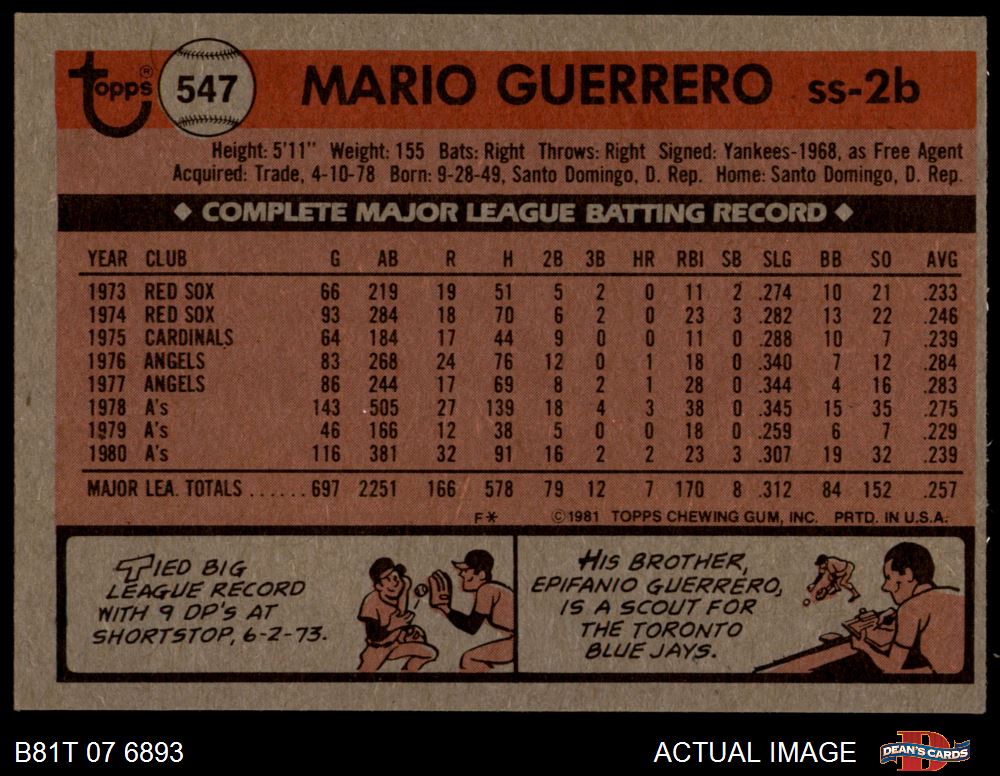 Topps® 547 MARIO GUERRERO ss-2b
Height: 5'11" Weight: 155 Bats: Right Throws: Right Signed: Yankees-1968, as Free Agent
Acquired: Trade, 4-10-78 Born: 9-28-49, Santo Domingo, D. Rep. Home: Santo Domingo, D. Rep.
◆ COMPLETE MAJOR LEAGUE BATTING RECORD ◆
YEAR CLUB G AB R H 2B 3B HR RBI SB SLG BB SO AVG
1973 RED SOX 66 219 19 51 5 2 0 11 2 .274 10 21 .233
1974 RED SOX 93 284 18 70 6 2 0 23 3 .282 13 22 .246
1975 CARDINALS 64 184 17 44 9 0 0 11 0 .288 10 7 .239
1976 ANGELS 83 268 24 76 12 0 1 18 0 .340 7 12 .284
1977 ANGELS 86 244 17 69 8 2 1 28 0 .344 4 16 .283
1978 A's 143 505 27 139 18 4 3 38 0 .345 15 35 .275
1979 A's 46 166 12 38 5 0 0 18 0 .259 6 7 .229
1980 A's 116 381 32 91 16 2 2 23 3 .307 19 32 .239
MAJOR LEA. TOTALS ...... 697 2251 166 578 79 12 7 170 8 .312 84 152 .257
F* ©1981 TOPPS CHEWING GUM, INC. PRTD. IN U.S.A.
TIED BIG
LEAGUE RECORD
WITH 9 DP'S AT
SHORTSTOP, 6-2-73.
HIS BROTHER,
EPIFANIO GUERRERO,
IS A SCOUT FOR
THE TORONTO
BLUE JAYS.
B81T 07 6893 ACTUAL IMAGE DEAN'S CARDS